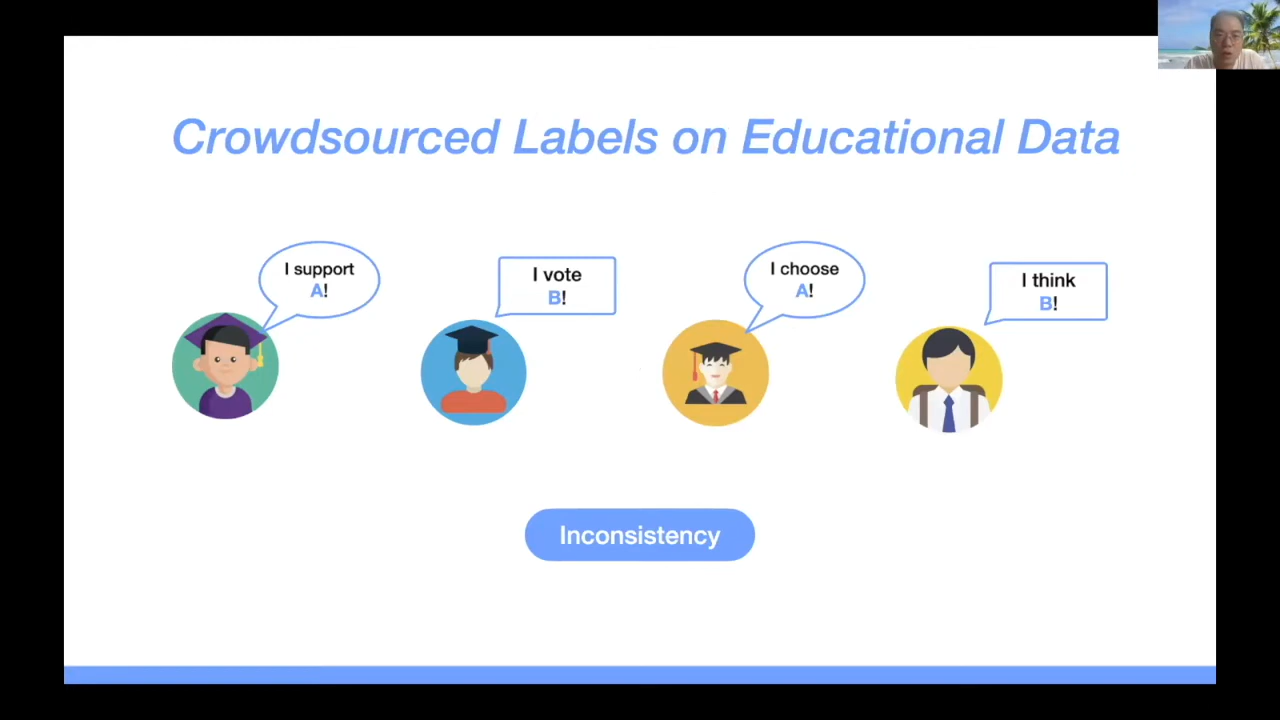 Crowdsourced Labels on Educational Data
I support
A!
I vote
B!
I choose
A!
I think
B!
Inconsistency